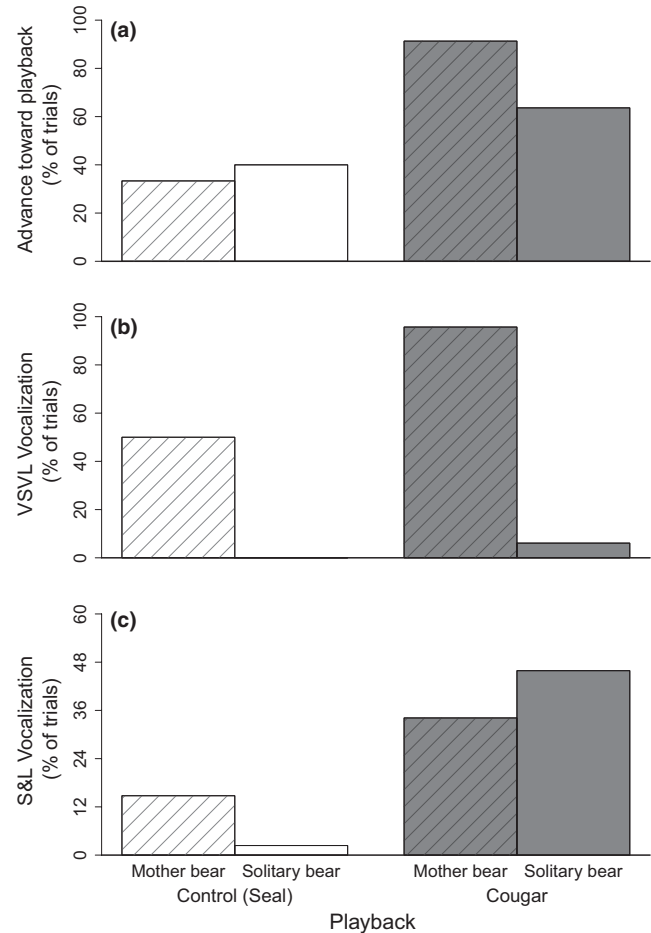 (a)
Advance toward playback
(% of trials)
100
80
60
40
20
0
(b)
VSVL Vocalization
(% of trials)
100
80
60
40
20
0
(c)
S&L Vocalization
(% of trials)
60
48
36
24
12
0
Mother bear Solitary bear Mother bear Solitary bear
Control (Seal) Cougar
Playback